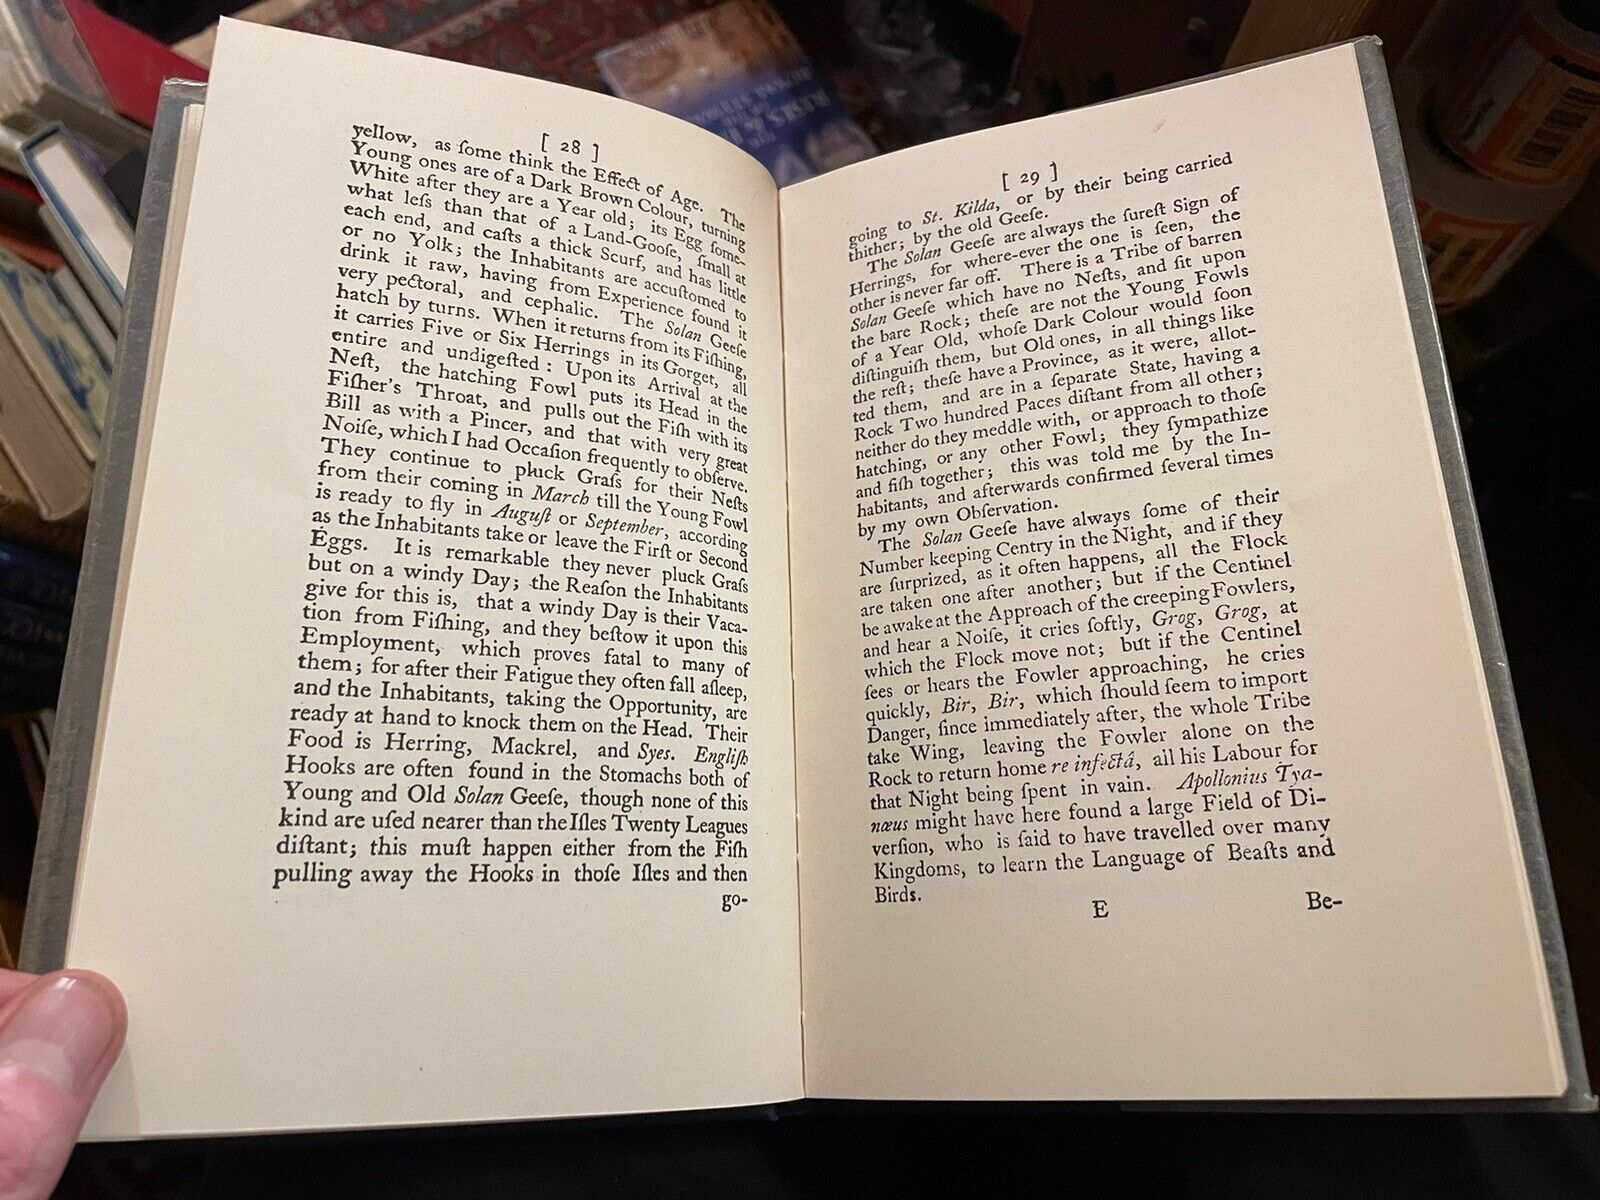 [ 28 ]
yellow, as ſome think the Effect of Age. The
Young ones are of a Dark Brown Colour, turning
White after they are a Year old; its Egg ſome-
what leſs than that of a Land-Gooſe, ſmall at
each end, and caſts a thick Scurf, and has little
or no Yolk; the Inhabitants are accuſtomed to
drink it raw, having from Experience found it
very pectoral, and cephalic. The Solan Geeſe
hatch by turns. When it returns from its Fiſhing,
it carries Five or Six Herrings in its Gorget, all
entire and undigeſted: Upon its Arrival at the
Neſt, the hatching Fowl puts its Head in the
Fiſher's Throat, and pulls out the Fiſh with its
Bill as with a Pincer, and that with very great
Noiſe, which I had Occaſion frequently to obſerve.
They continue to pluck Graſs for their Neſts
from their coming in March till the Young Fowl
is ready to fly in Auguſt or September, according
as the Inhabitants take or leave the Firſt or Second
Eggs. It is remarkable they never pluck Graſs
but on a windy Day; the Reaſon the Inhabitants
give for this is, that a windy Day is their Vaca-
tion from Fiſhing, and they beſtow it upon this
Employment, which proves fatal to many of
them; for after their Fatigue they often fall aſleep,
and the Inhabitants, taking the Opportunity, are
ready at hand to knock them on the Head. Their
Food is Herring, Mackrel, and Syes. Engliſh
Hooks are often found in the Stomachs both of
Young and Old Solan Geeſe, though none of this
kind are uſed nearer than the Iſles Twenty Leagues
diſtant; this muſt happen either from the Fiſh
pulling away the Hooks in thoſe Iſles and then
go-
[ 29 ]
going to St. Kilda, or by their being carried
thither; by the old Geeſe.
The Solan Geeſe are always the ſureſt Sign of
Herrings, for where-ever the one is ſeen, the
other is never far off. There is a Tribe of barren
Solan Geeſe which have no Neſts, and ſit upon
the bare Rock; theſe are not the Young Fowls
of a Year Old, whoſe Dark Colour would ſoon
diſtinguiſh them, but Old ones, in all things like
the reſt; theſe have a Province, as it were, allot-
ted them, and are in a ſeparate State, having a
Rock Two hundred Paces diſtant from all other;
neither do they meddle with, or approach to thoſe
hatching, or any other Fowl; they ſympathize
and fiſh together; this was told me by the In-
habitants, and afterwards confirmed ſeveral times
by my own Obſervation.
The Solan Geeſe have always ſome of their
Number keeping Centry in the Night, and if they
are ſurprized, as it often happens, all the Flock
are taken one after another; but if the Centinel
be awake at the Approach of the creeping Fowlers,
and hear a Noiſe, it cries ſoftly, Grog, Grog, at
which the Flock move not; but if the Centinel
ſees or hears the Fowler approaching, he cries
quickly, Bir, Bir, which ſhould ſeem to import
Danger, ſince immediately after, the whole Tribe
take Wing, leaving the Fowler alone on the
Rock to return home re infectâ, all his Labour for
that Night being ſpent in vain. Apollonius Tya-
næus might have here found a large Field of Di-
verſion, who is ſaid to have travelled over many
Kingdoms, to learn the Language of Beaſts and
Birds.
E
Be-